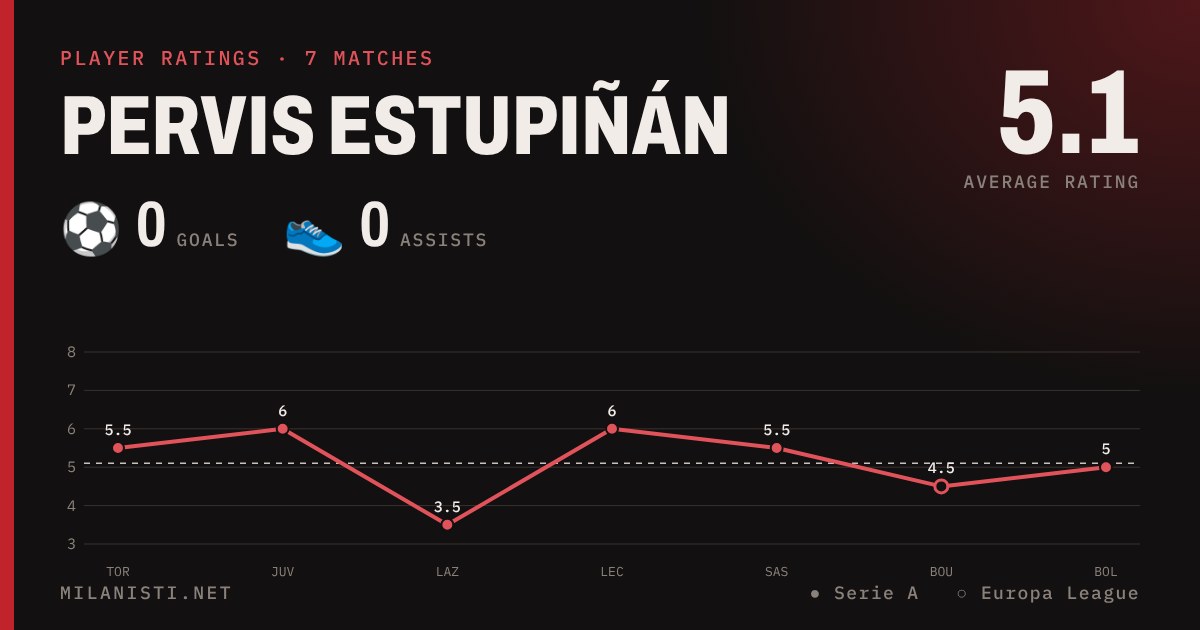 PLAYER RATINGS · 7 MATCHES
PERVIS ESTUPIÑÁN
5.1
AVERAGE RATING
0 GOALS 0 ASSISTS
8
7
6
5
4
3
5.5 6 3.5 6 5.5 4.5 5
TOR JUV LAZ LEC SAS BOU BOL
MILANISTI.NET
● Serie A ○ Europa League